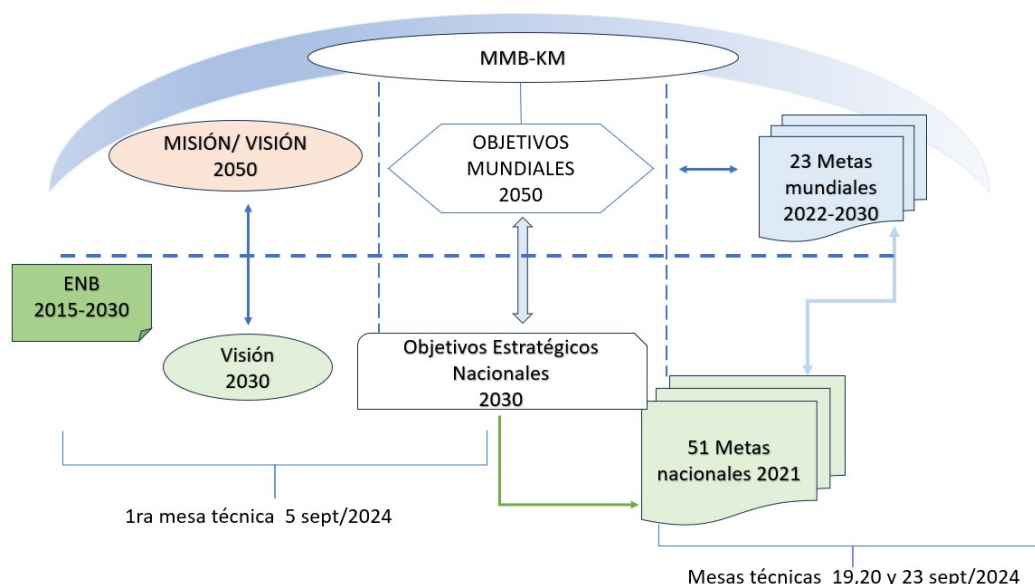 MMB-KM
MISIÓN/ VISIÓN
2050
OBJETIVOS
MUNDIALES
2050
23 Metas
mundiales
2022-2030
ENB
2015-2030
Visión
2030
Objetivos Estratégicos
Nacionales
2030
51 Metas
nacionales 2021
1ra mesa técnica 5 sept/2024
Mesas técnicas 19,20 y 23 sept/2024